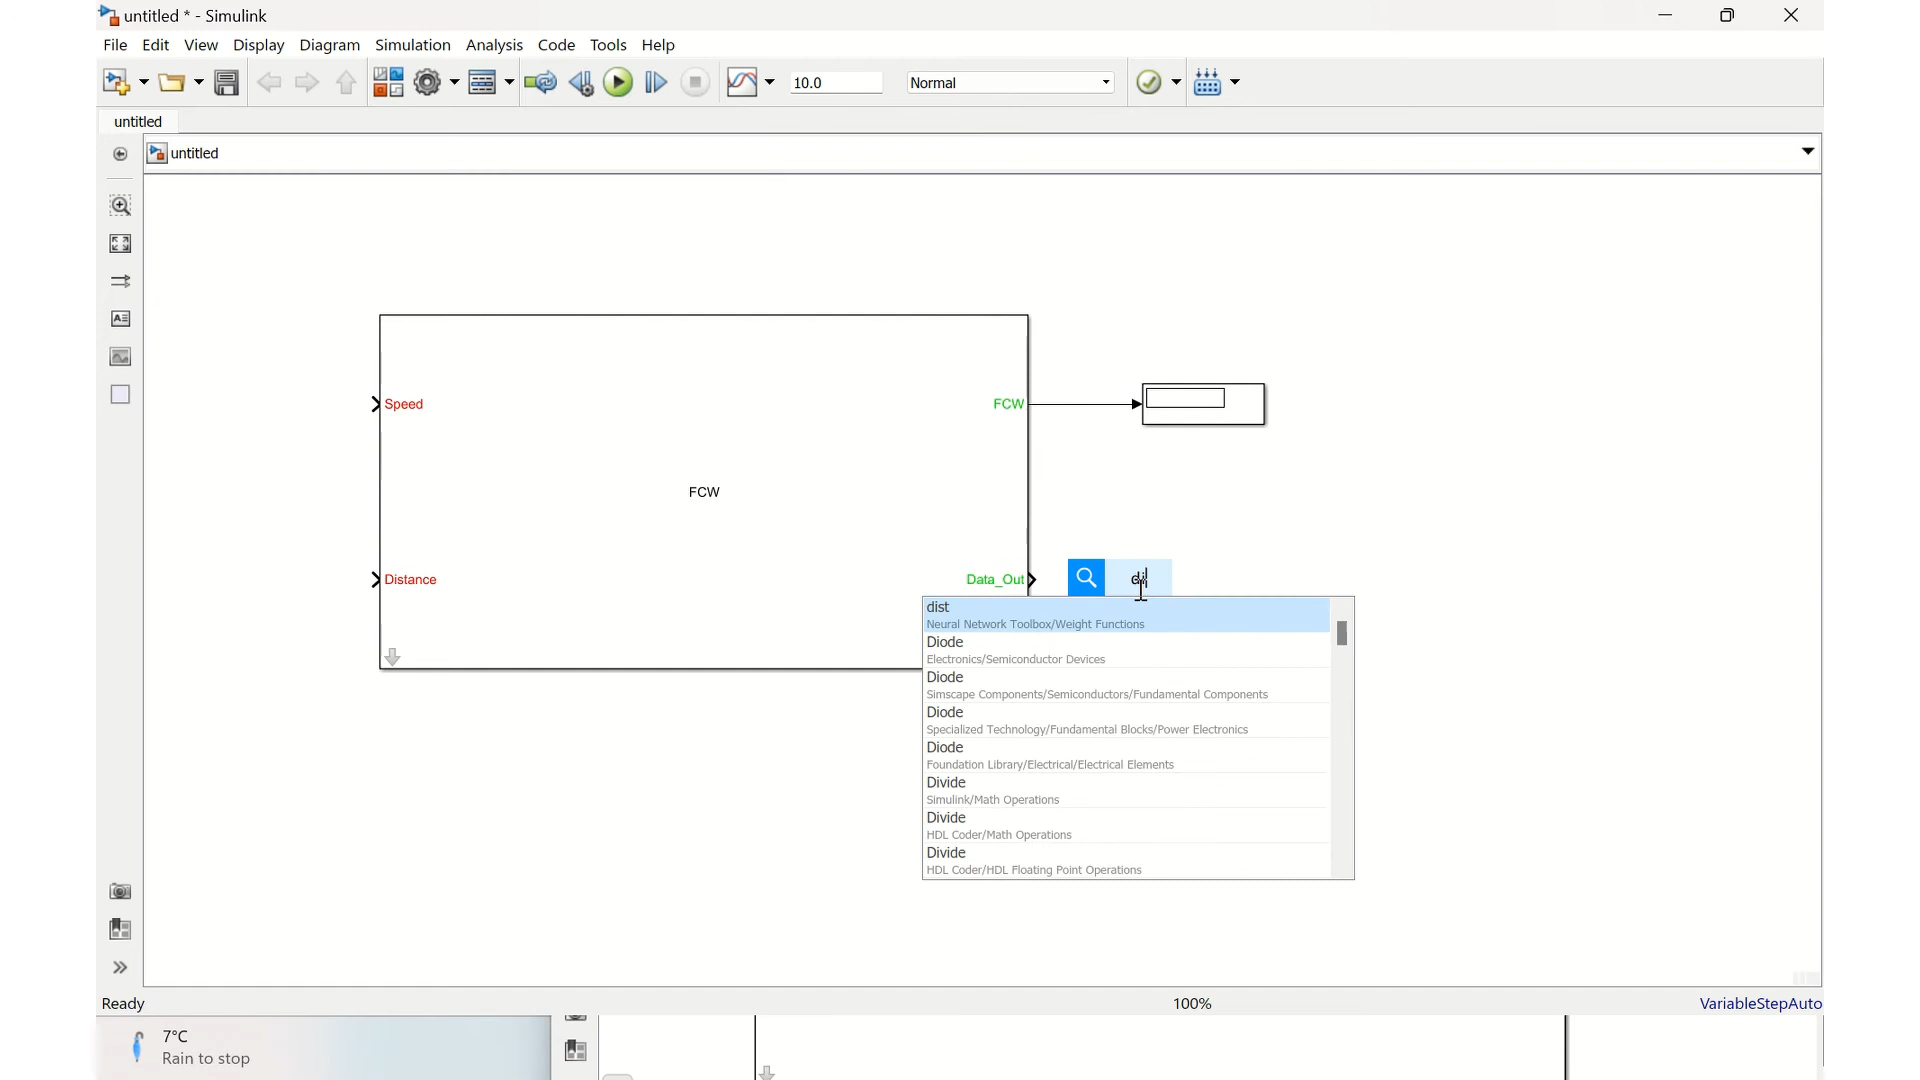 untitled * - Simulink
File Edit View Display Diagram Simulation Analysis Code Tools Help
10.0 Normal
untitled
untitled
Speed FCW
FCW
Distance Data_Out di
dist
Neural Network Toolbox/Weight Functions
Diode
Electronics/Semiconductor Devices
Diode
Simscape Components/Semiconductors/Fundamental Components
Diode
Specialized Technology/Fundamental Blocks/Power Electronics
Diode
Foundation Library/Electrical/Electrical Elements
Divide
Simulink/Math Operations
Divide
HDL Coder/Math Operations
Divide
HDL Coder/HDL Floating Point Operations
Ready 100% VariableStepAuto
7°C
Rain to stop